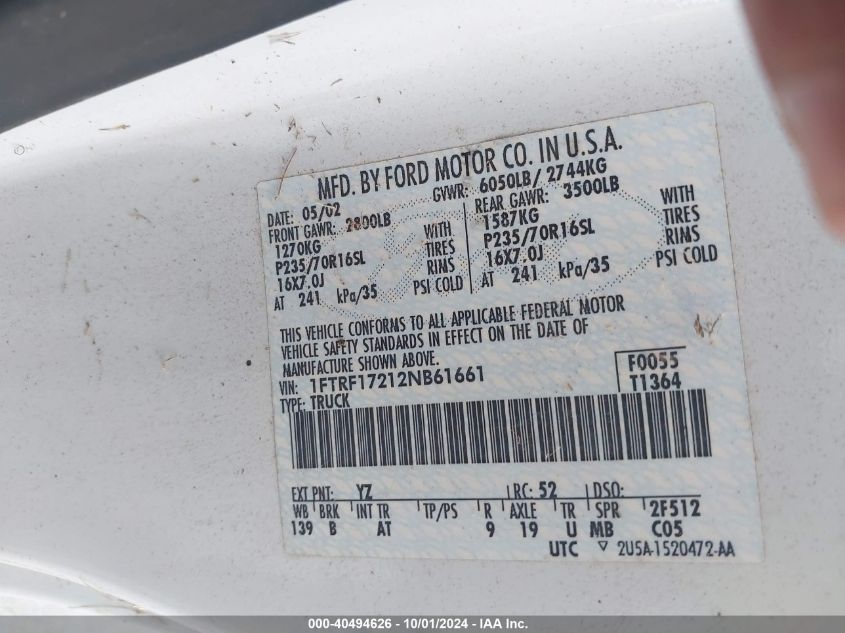 MFD. BY FORD MOTOR CO. IN U.S.A.
DATE: 05/02 GVWR: 6050LB/ 2744KG
FRONT GAWR: 2800LB REAR GAWR: 3500LB
1270KG WITH 1587KG WITH
P235/70R16SL TIRES P235/70R16SL TIRES
16X7.0J RIMS 16X7.0J RIMS
AT 241 kPa/35 PSI COLD AT 241 kPa/35 PSI COLD
THIS VEHICLE CONFORMS TO ALL APPLICABLE FEDERAL MOTOR
VEHICLE SAFETY STANDARDS IN EFFECT ON THE DATE OF
MANUFACTURE SHOWN ABOVE.
VIN: 1FTRF17212NB61661 F0055
TYPE: TRUCK T1364
EXT PNT: YZ RC: 52 DSO:
WB BRK INT TR TP/PS R AXLE TR SPR 2F512
139 B AT 9 19 U MB C05
UTC ▽ 2U5A-1520472-AA
000-40494626 - 10/01/2024 - IAA Inc.